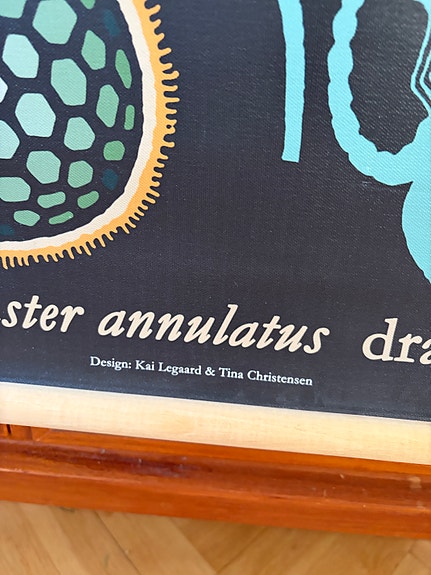 ster annulatus dra
Design: Kai Legaard & Tina Christensen